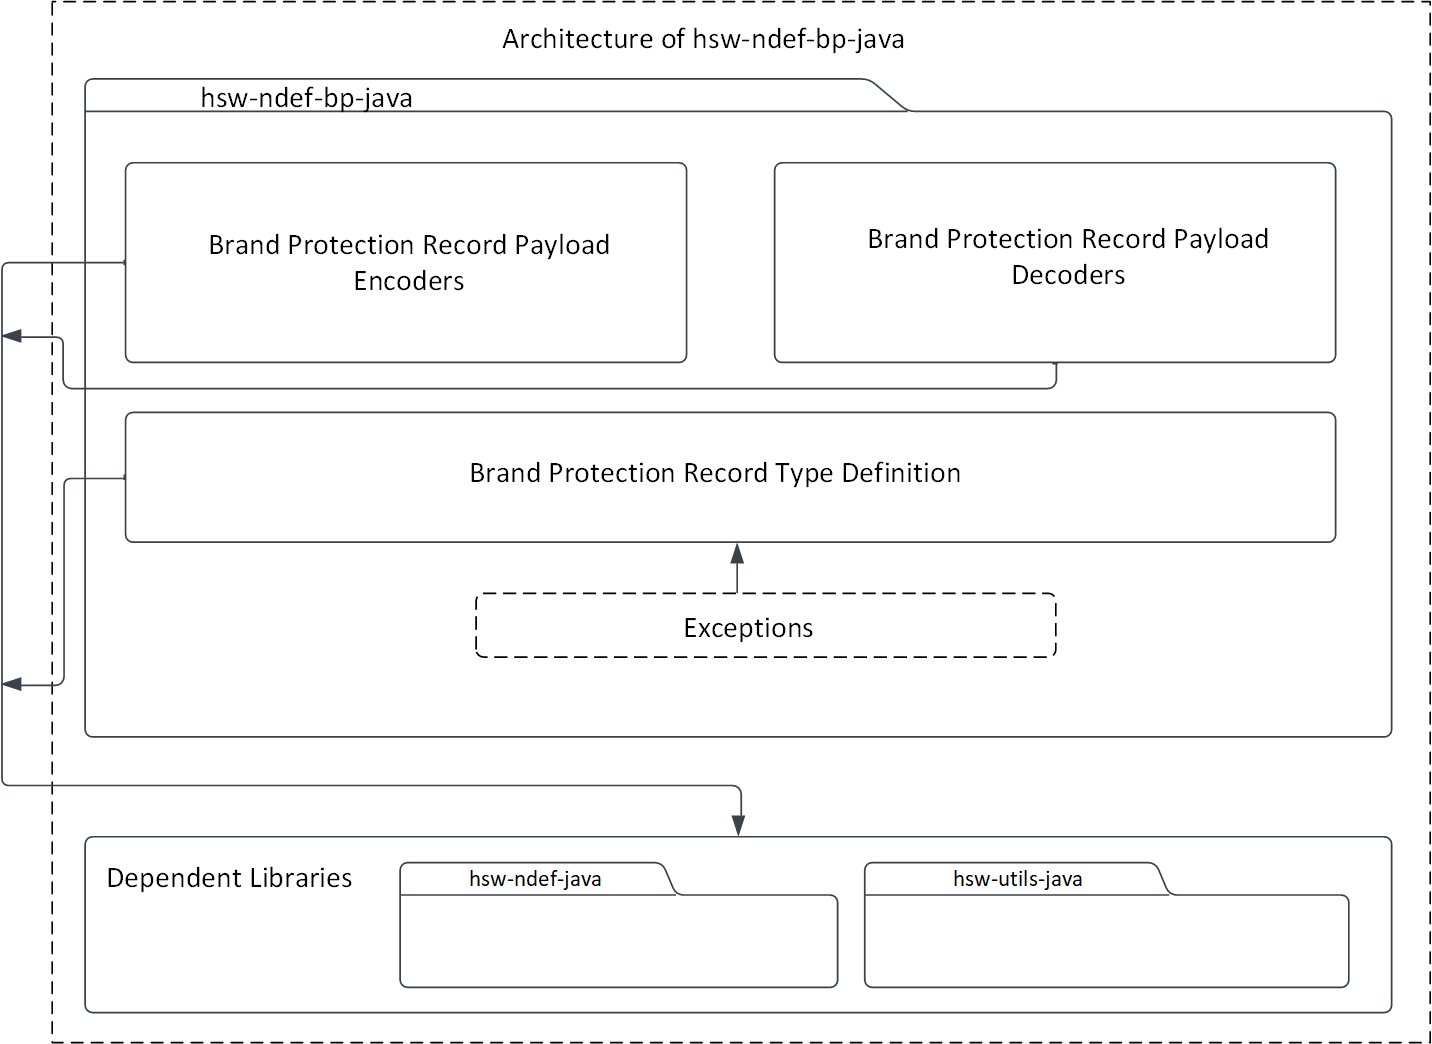 Architecture of hsw-ndef-bp-java
hsw-ndef-bp-java
Brand Protection Record Payload
Encoders
Brand Protection Record Payload
Decoders
Brand Protection Record Type Definition
Exceptions
Dependent Libraries
hsw-ndef-java
hsw-utils-java